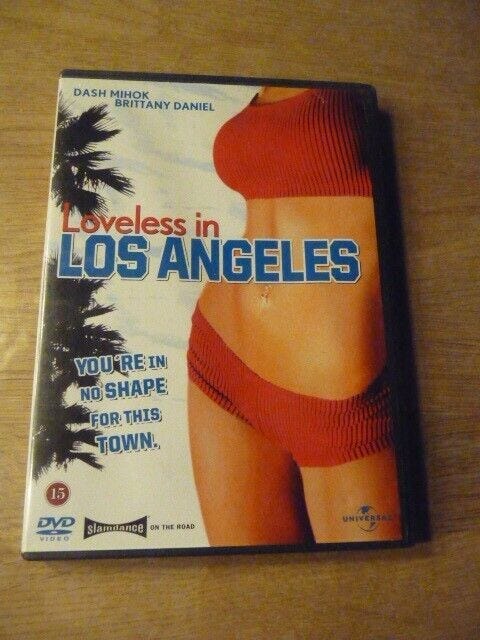 DASH MIHOK
BRITTANY DANIEL
Loveless in
LOS ANGELES
YOU'RE IN
NO SHAPE
FOR THIS
TOWN.
15
DVD
VIDEO
slamdance
ON THE ROAD
UNIVERSAL